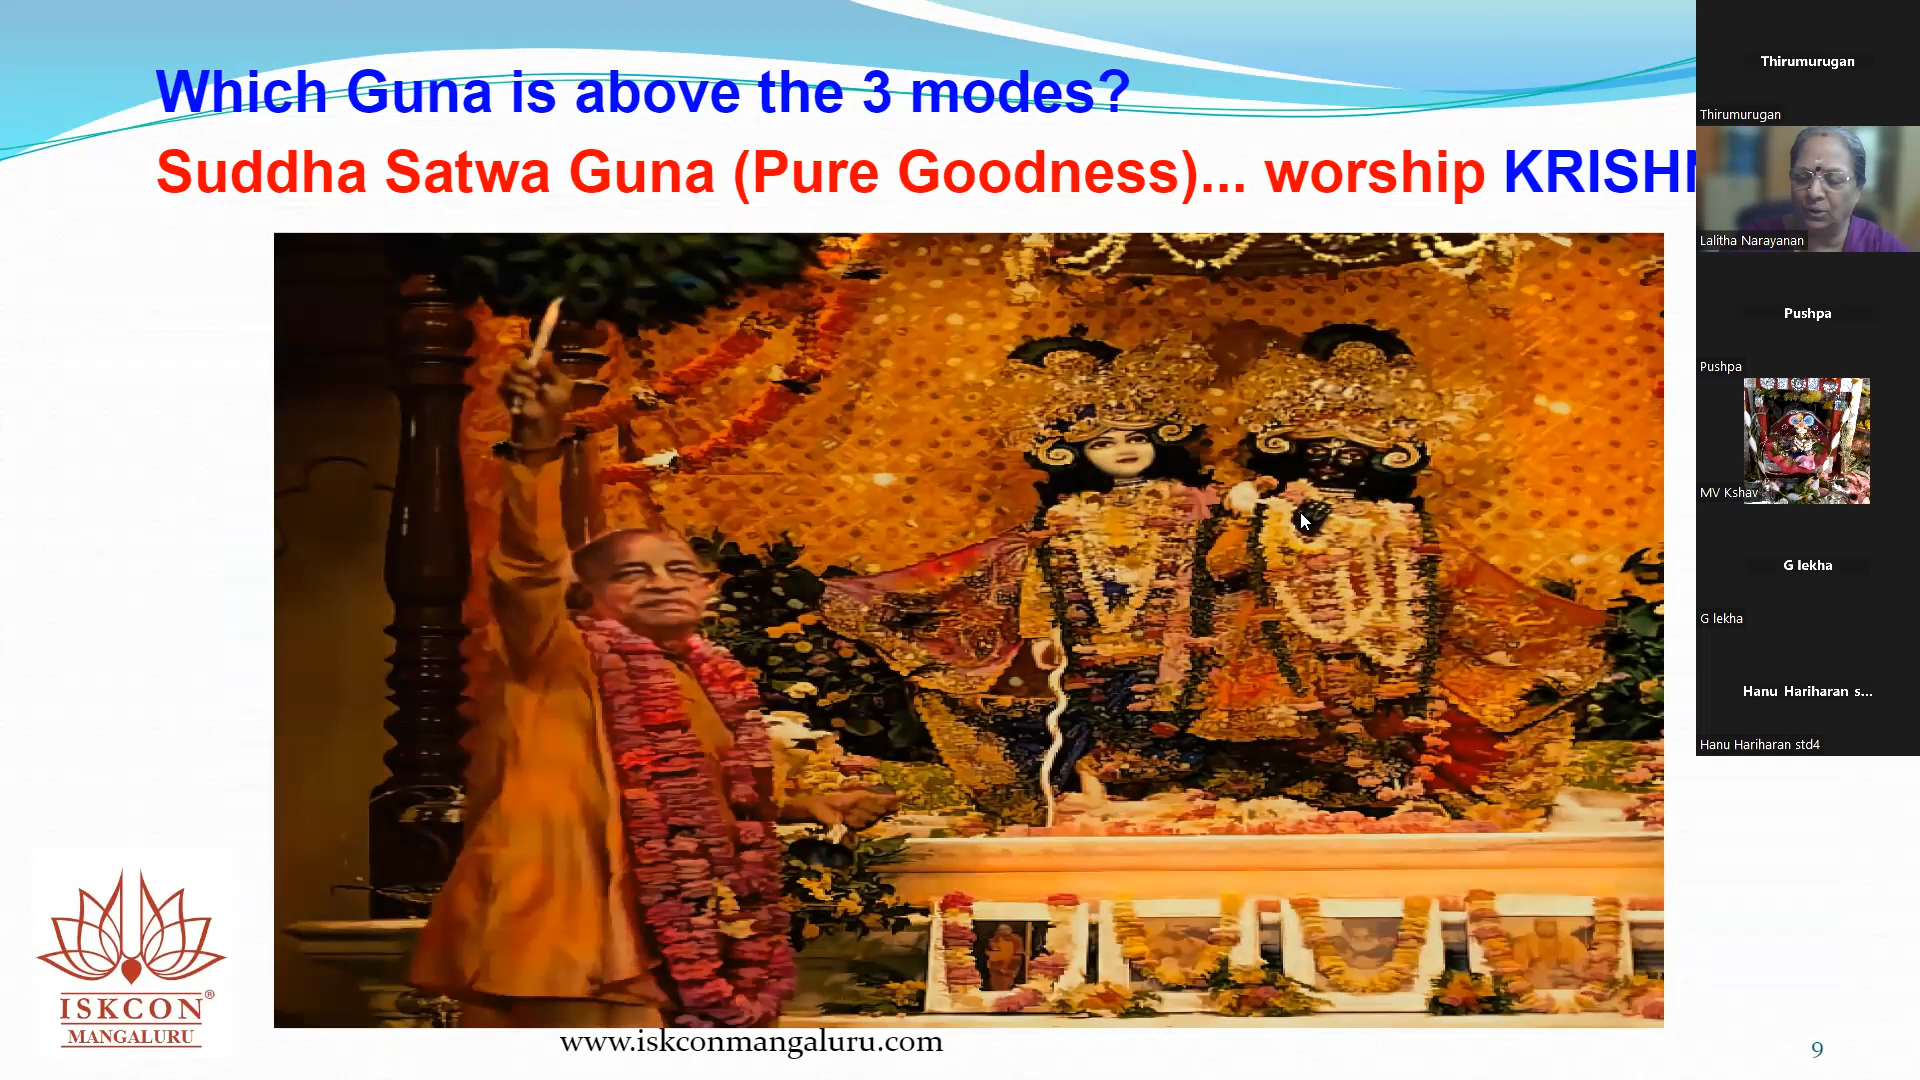 Which Guna is above the 3 modes?
Suddha Satwa Guna (Pure Goodness)... worship KRISH
Thirumurugan
Thirumurugan
Lalitha Narayanan
Pushpa
Pushpa
MV Kshav
G lekha
G lekha
Hanu Hariharan s...
Hanu Hariharan std4
ISKCON®
MANGALURU
www.iskconmangaluru.com
9